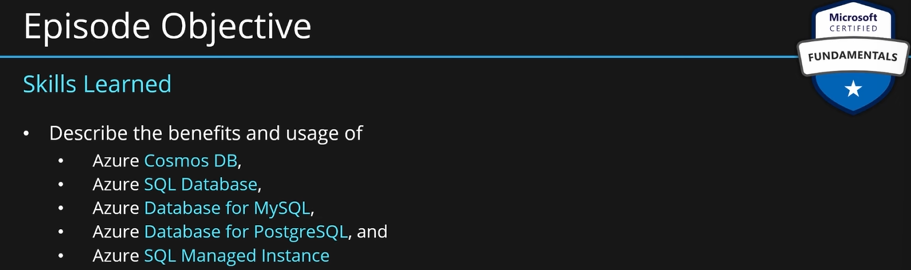 Episode Objective
Microsoft
CERTIFIED
FUNDAMENTALS
Skills Learned
• Describe the benefits and usage of
• Azure Cosmos DB,
• Azure SQL Database,
• Azure Database for MySQL,
• Azure Database for PostgreSQL, and
• Azure SQL Managed Instance